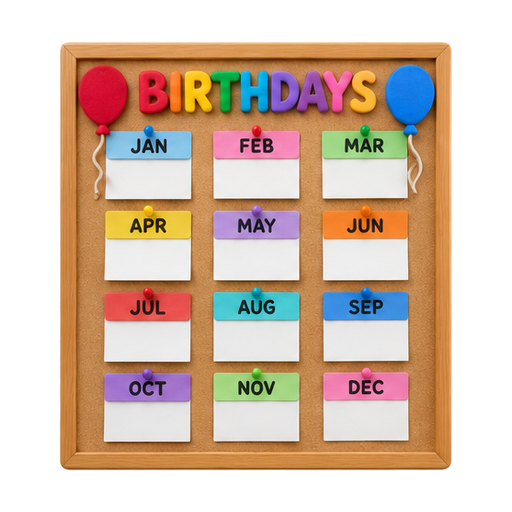 BIRTHDAYS
JAN FEB MAR
APR MAY JUN
JUL AUG SEP
OCT NOV DEC